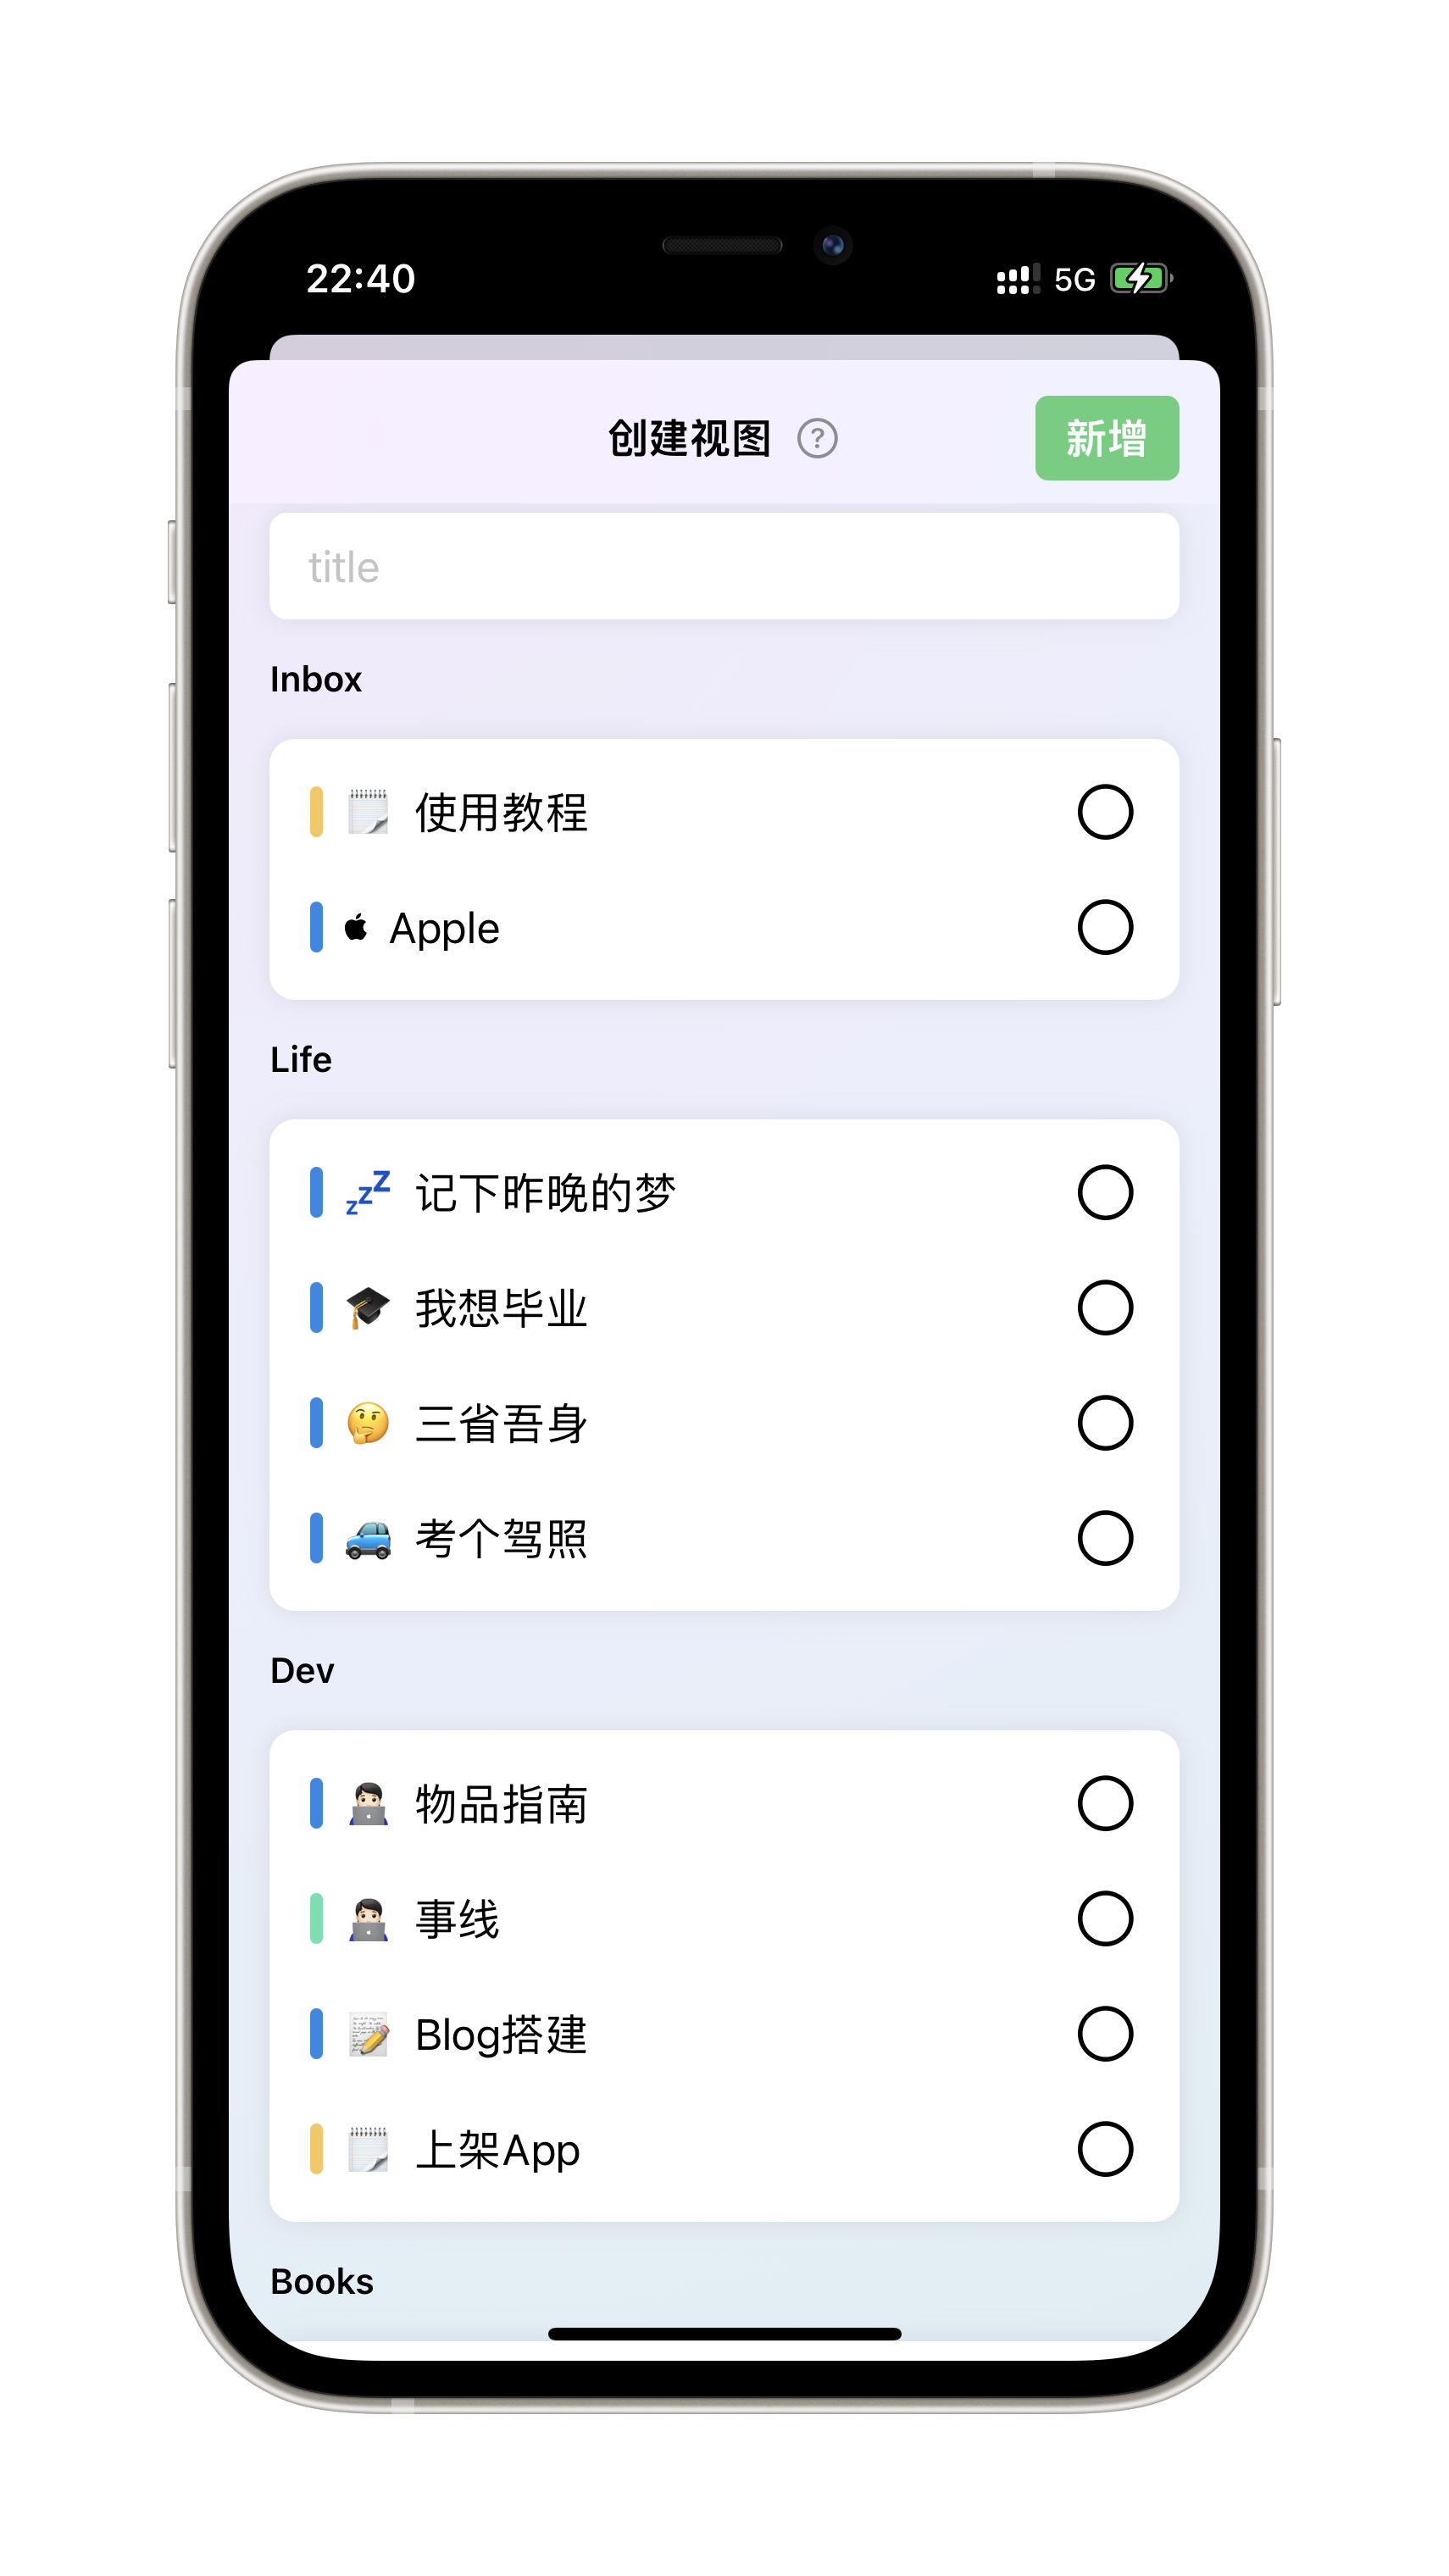 22:40 5G
创建视图 ? 新增
title
Inbox
使用教程
Apple
Life
记下昨晚的梦
我想毕业
三省吾身
考个驾照
Dev
物品指南
事线
Blog搭建
上架App
Books